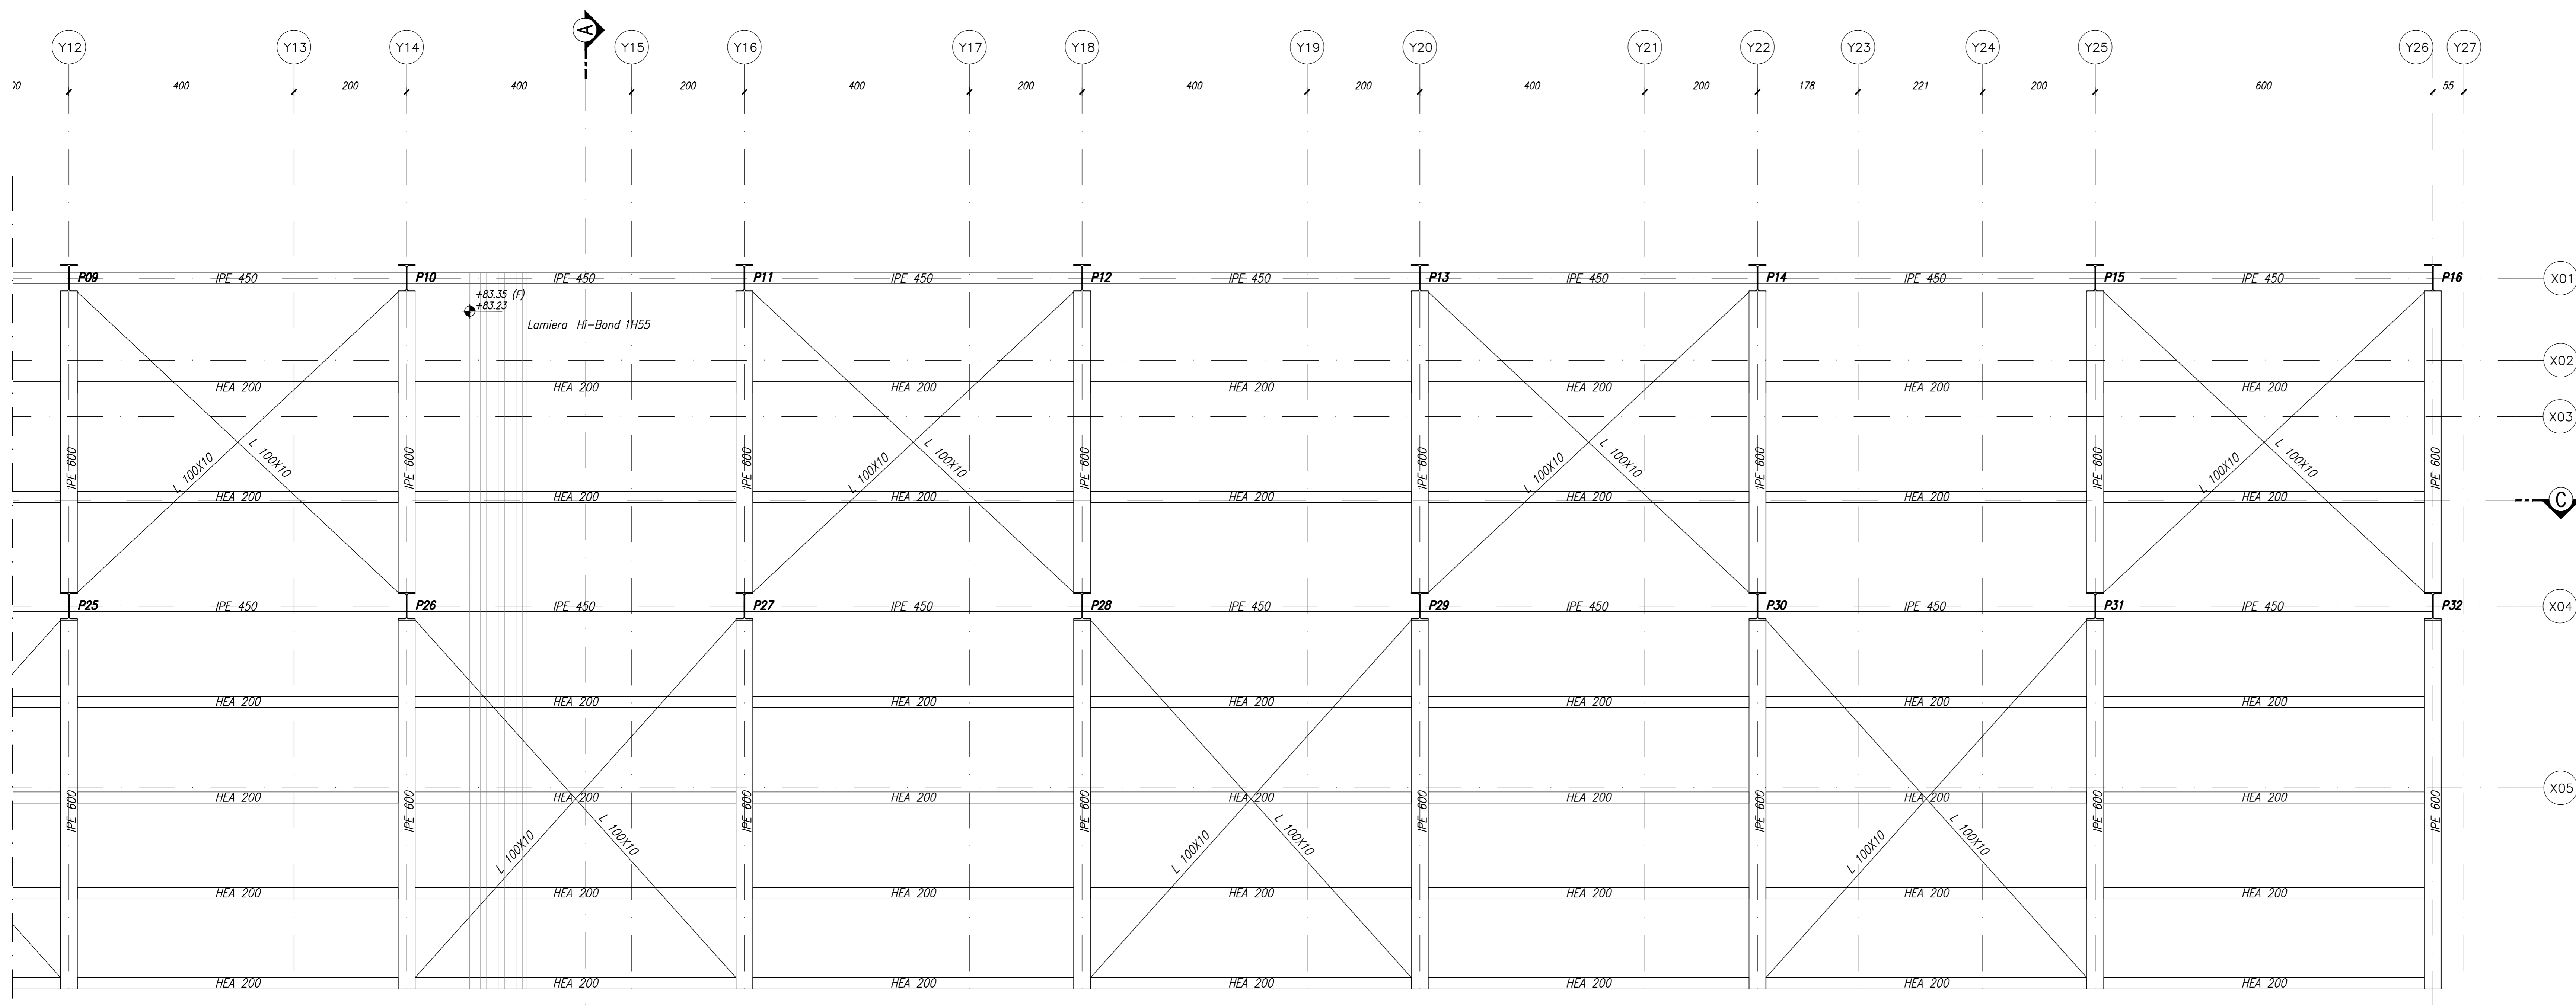 A
Y12 Y13 Y14 Y15 Y16 Y17 Y18 Y19 Y20 Y21 Y22 Y23 Y24 Y25 Y26 Y27
400 200 400 200 400 200 400 200 400 200 178 221 200 600 55
P09 IPE 450 P10 IPE 450 P11 IPE 450 P12 IPE 450 P13 IPE 450 P14 IPE 450 P15 IPE 450 P16 X01
+83.35 (F)
+83.23
Lamiera Hi-Bond 1H55
X02
HEA 200 HEA 200 HEA 200 HEA 200 HEA 200 HEA 200 HEA 200
X03
L 100X10 L 100X10 L 100X10 L 100X10 L 100X10 L 100X10 L 100X10 L 100X10
IPE 600 IPE 600 IPE 600 IPE 600 IPE 600 IPE 600 IPE 600 IPE 600
HEA 200 HEA 200 HEA 200 HEA 200 HEA 200 HEA 200 HEA 200 C
P25 IPE 450 P26 IPE 450 P27 IPE 450 P28 IPE 450 P29 IPE 450 P30 IPE 450 P31 IPE 450 P32 X04
HEA 200 HEA 200 HEA 200 HEA 200 HEA 200 HEA 200 HEA 200
X05
HEA 200 HEA 200 HEA 200 HEA 200 HEA 200 HEA 200 HEA 200
IPE 600 IPE 600 IPE 600 IPE 600 IPE 600 IPE 600 IPE 600 IPE 600
L 100X10 L 100X10 L 100X10 L 100X10 L 100X10 L 100X10
HEA 200 HEA 200 HEA 200 HEA 200 HEA 200 HEA 200 HEA 200
HEA 200 HEA 200 HEA 200 HEA 200 HEA 200 HEA 200 HEA 200